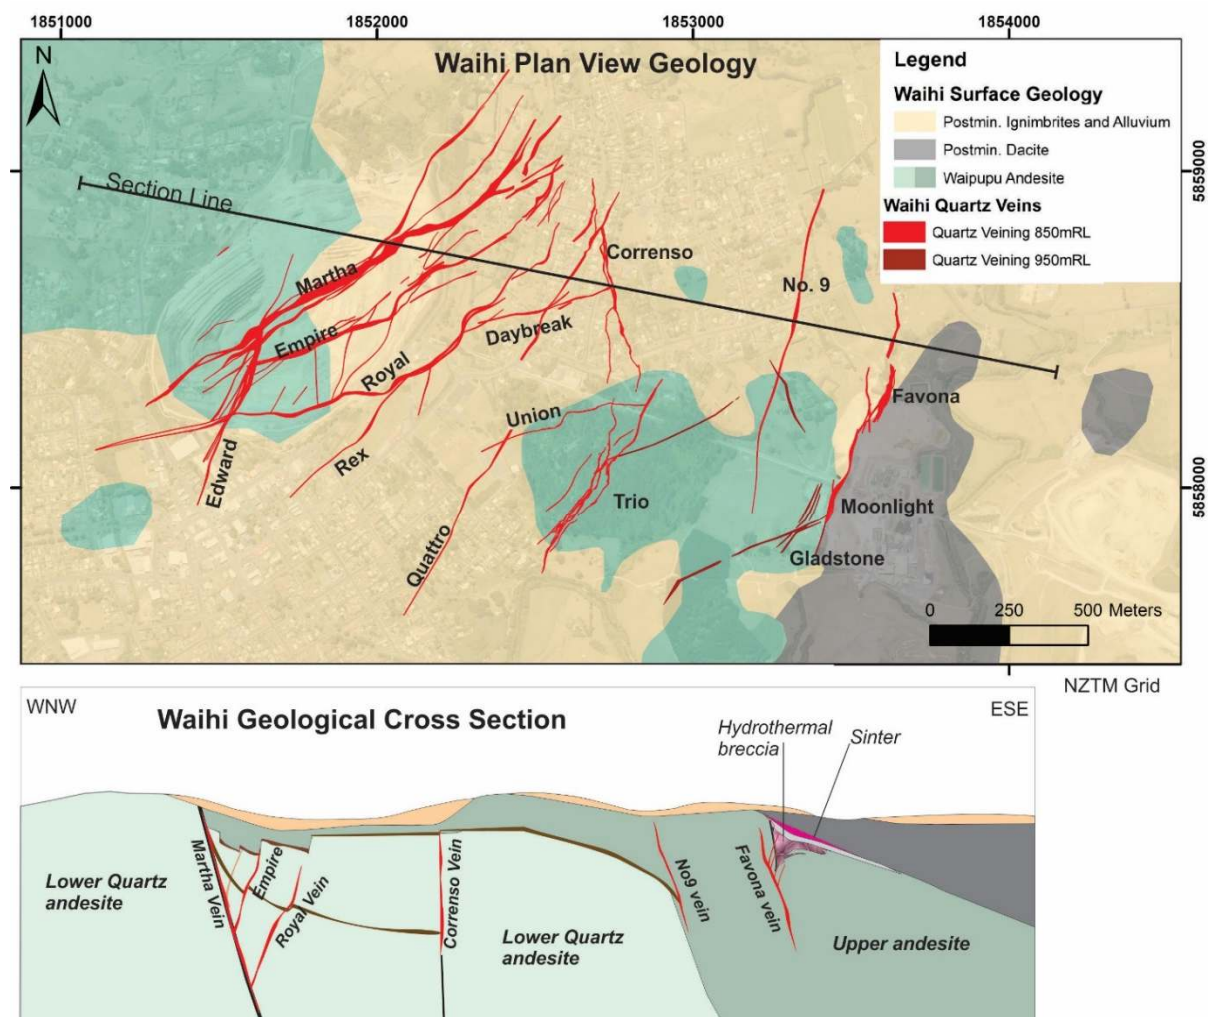 1851000
1852000
1853000
1854000
N
Waihi Plan View Geology
Legend
Waihi Surface Geology
Postmin. Ignimbrites and Alluvium
Postmin. Dacite
Waipupu Andesite
Waihi Quartz Veins
Quartz Veining 850mRL
Quartz Veining 950mRL
5859000
5858000
Section Line
Martha
Correnso
No. 9
Empire
Daybreak
Royal
Favona
Union
Edward
Rex
Trio
Moonlight
Quattro
Gladstone
0 250 500 Meters
NZTM Grid
WNW
ESE
Waihi Geological Cross Section
Hydrothermal
breccia
Sinter
Martha Vein
Empire
Royal Vein
Correnso Vein
No9 vein
Favona vein
Lower Quartz
andesite
Lower Quartz
andesite
Upper andesite